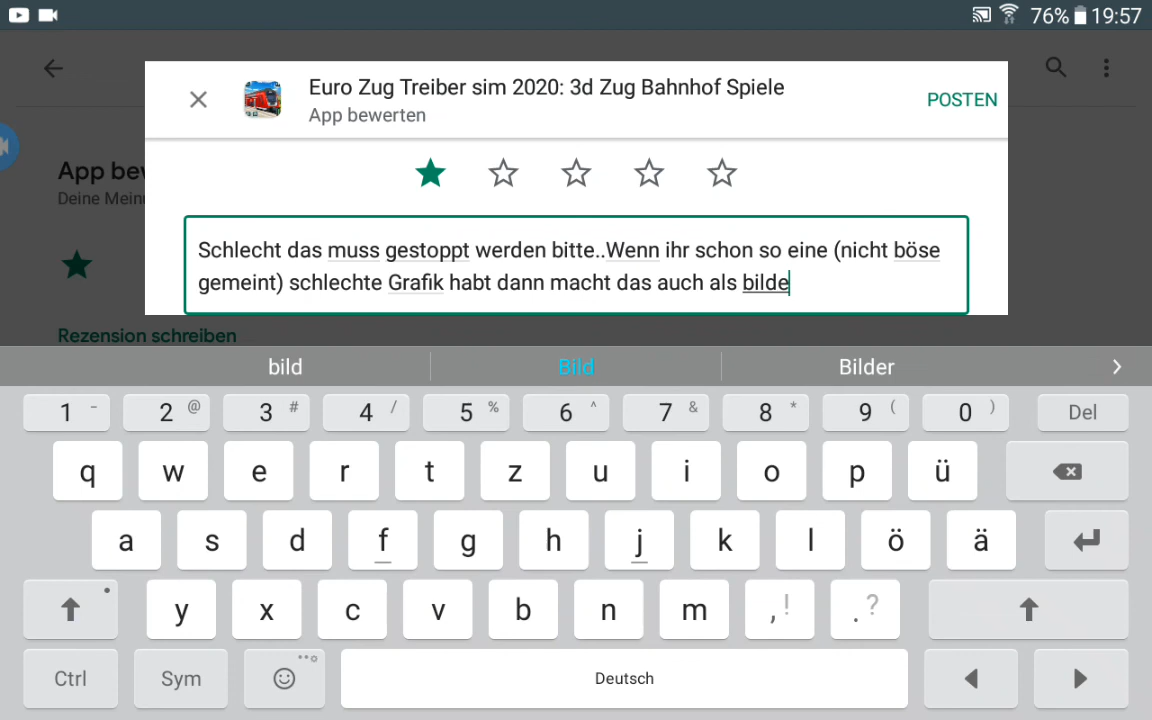 76% 19:57
Euro Zug Treiber sim 2020: 3d Zug Bahnhof Spiele
App bewerten
POSTEN
App bew
Deine Mein
Schlecht das muss gestoppt werden bitte..Wenn ihr schon so eine (nicht böse
gemeint) schlechte Grafik habt dann macht das auch als bilde
Rezension schreiben
bild Bild Bilder
1 - 2 @ 3 # 4 / 5 % 6 ^ 7 & 8 * 9 ( 0 ) Del
q w e r t z u i o p ü
a s d f g h j k l ö ä
y x c v b n m , ! . ?
Ctrl Sym Deutsch